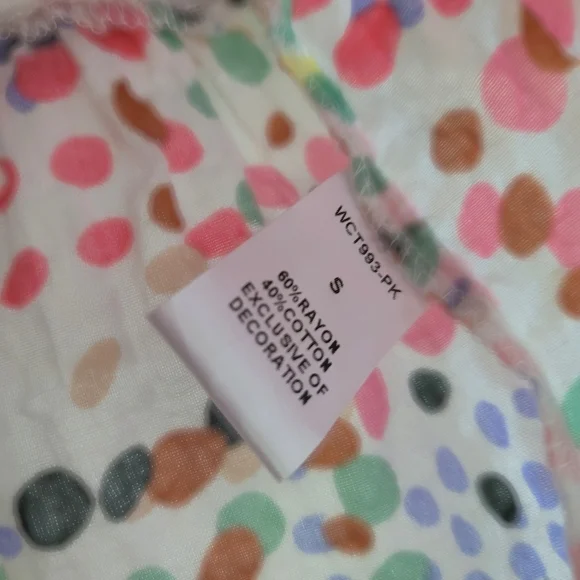 WCT993-PK
S
60%RAYON
40%COTTON
EXCLUSIVE OF
DECORATION